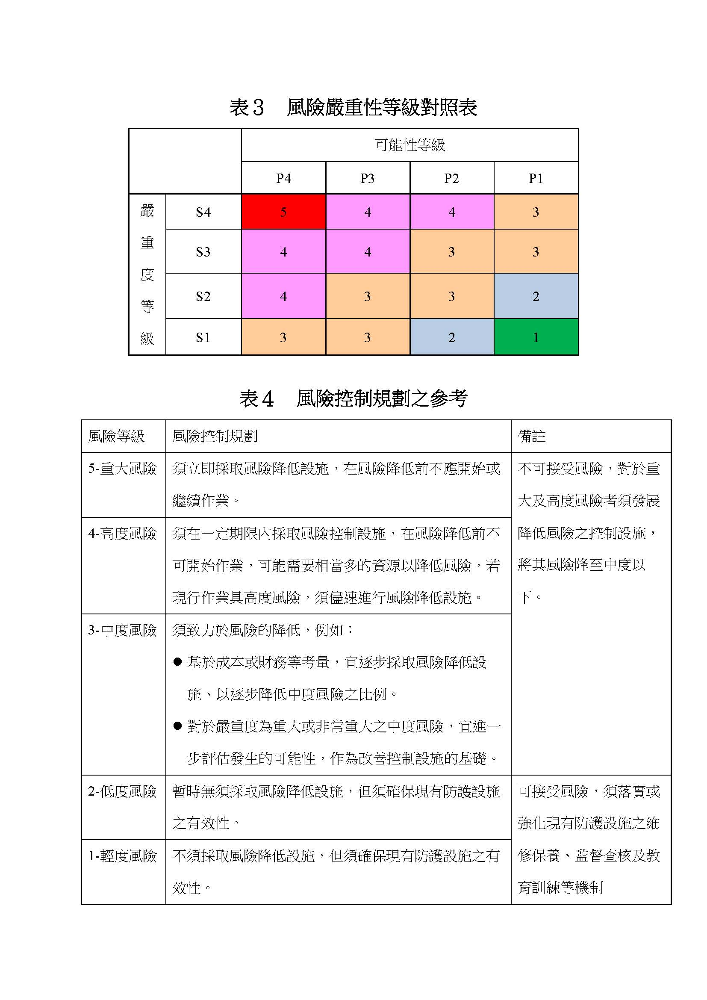 表3 風險嚴重性等級對照表
可能性等級
P4 P3 P2 P1
嚴重度等級
S4 5 4 4 3
S3 4 4 3 3
S2 4 3 3 2
S1 3 3 2 1
表4 風險控制規劃之參考
風險等級 風險控制規劃 備註
5-重大風險
須立即採取風險降低設施，在風險降低前不應開始或
繼續作業。
4-高度風險
須在一定期限內採取風險控制設施，在風險降低前不
可開始作業，可能需要相當多的資源以降低風險，若
現行作業具高度風險，須儘速進行風險降低設施。
3-中度風險
須致力於風險的降低，例如：
● 基於成本或財務等考量，宜逐步採取風險降低設
施、以逐步降低中度風險之比例。
● 對於嚴重度為重大或非常重大之中度風險，宜進一
步評估發生的可能性，作為改善控制設施的基礎。
不可接受風險，對於重
大及高度風險者須發展
降低風險之控制設施，
將其風險降至中度以
下。
2-低度風險
暫時無須採取風險降低設施，但須確保現有防護設施
之有效性。
1-輕度風險
不須採取風險降低設施，但須確保現有防護設施之有
效性。
可接受風險，須落實或
強化現有防護設施之維
修保養、監督查核及教
育訓練等機制